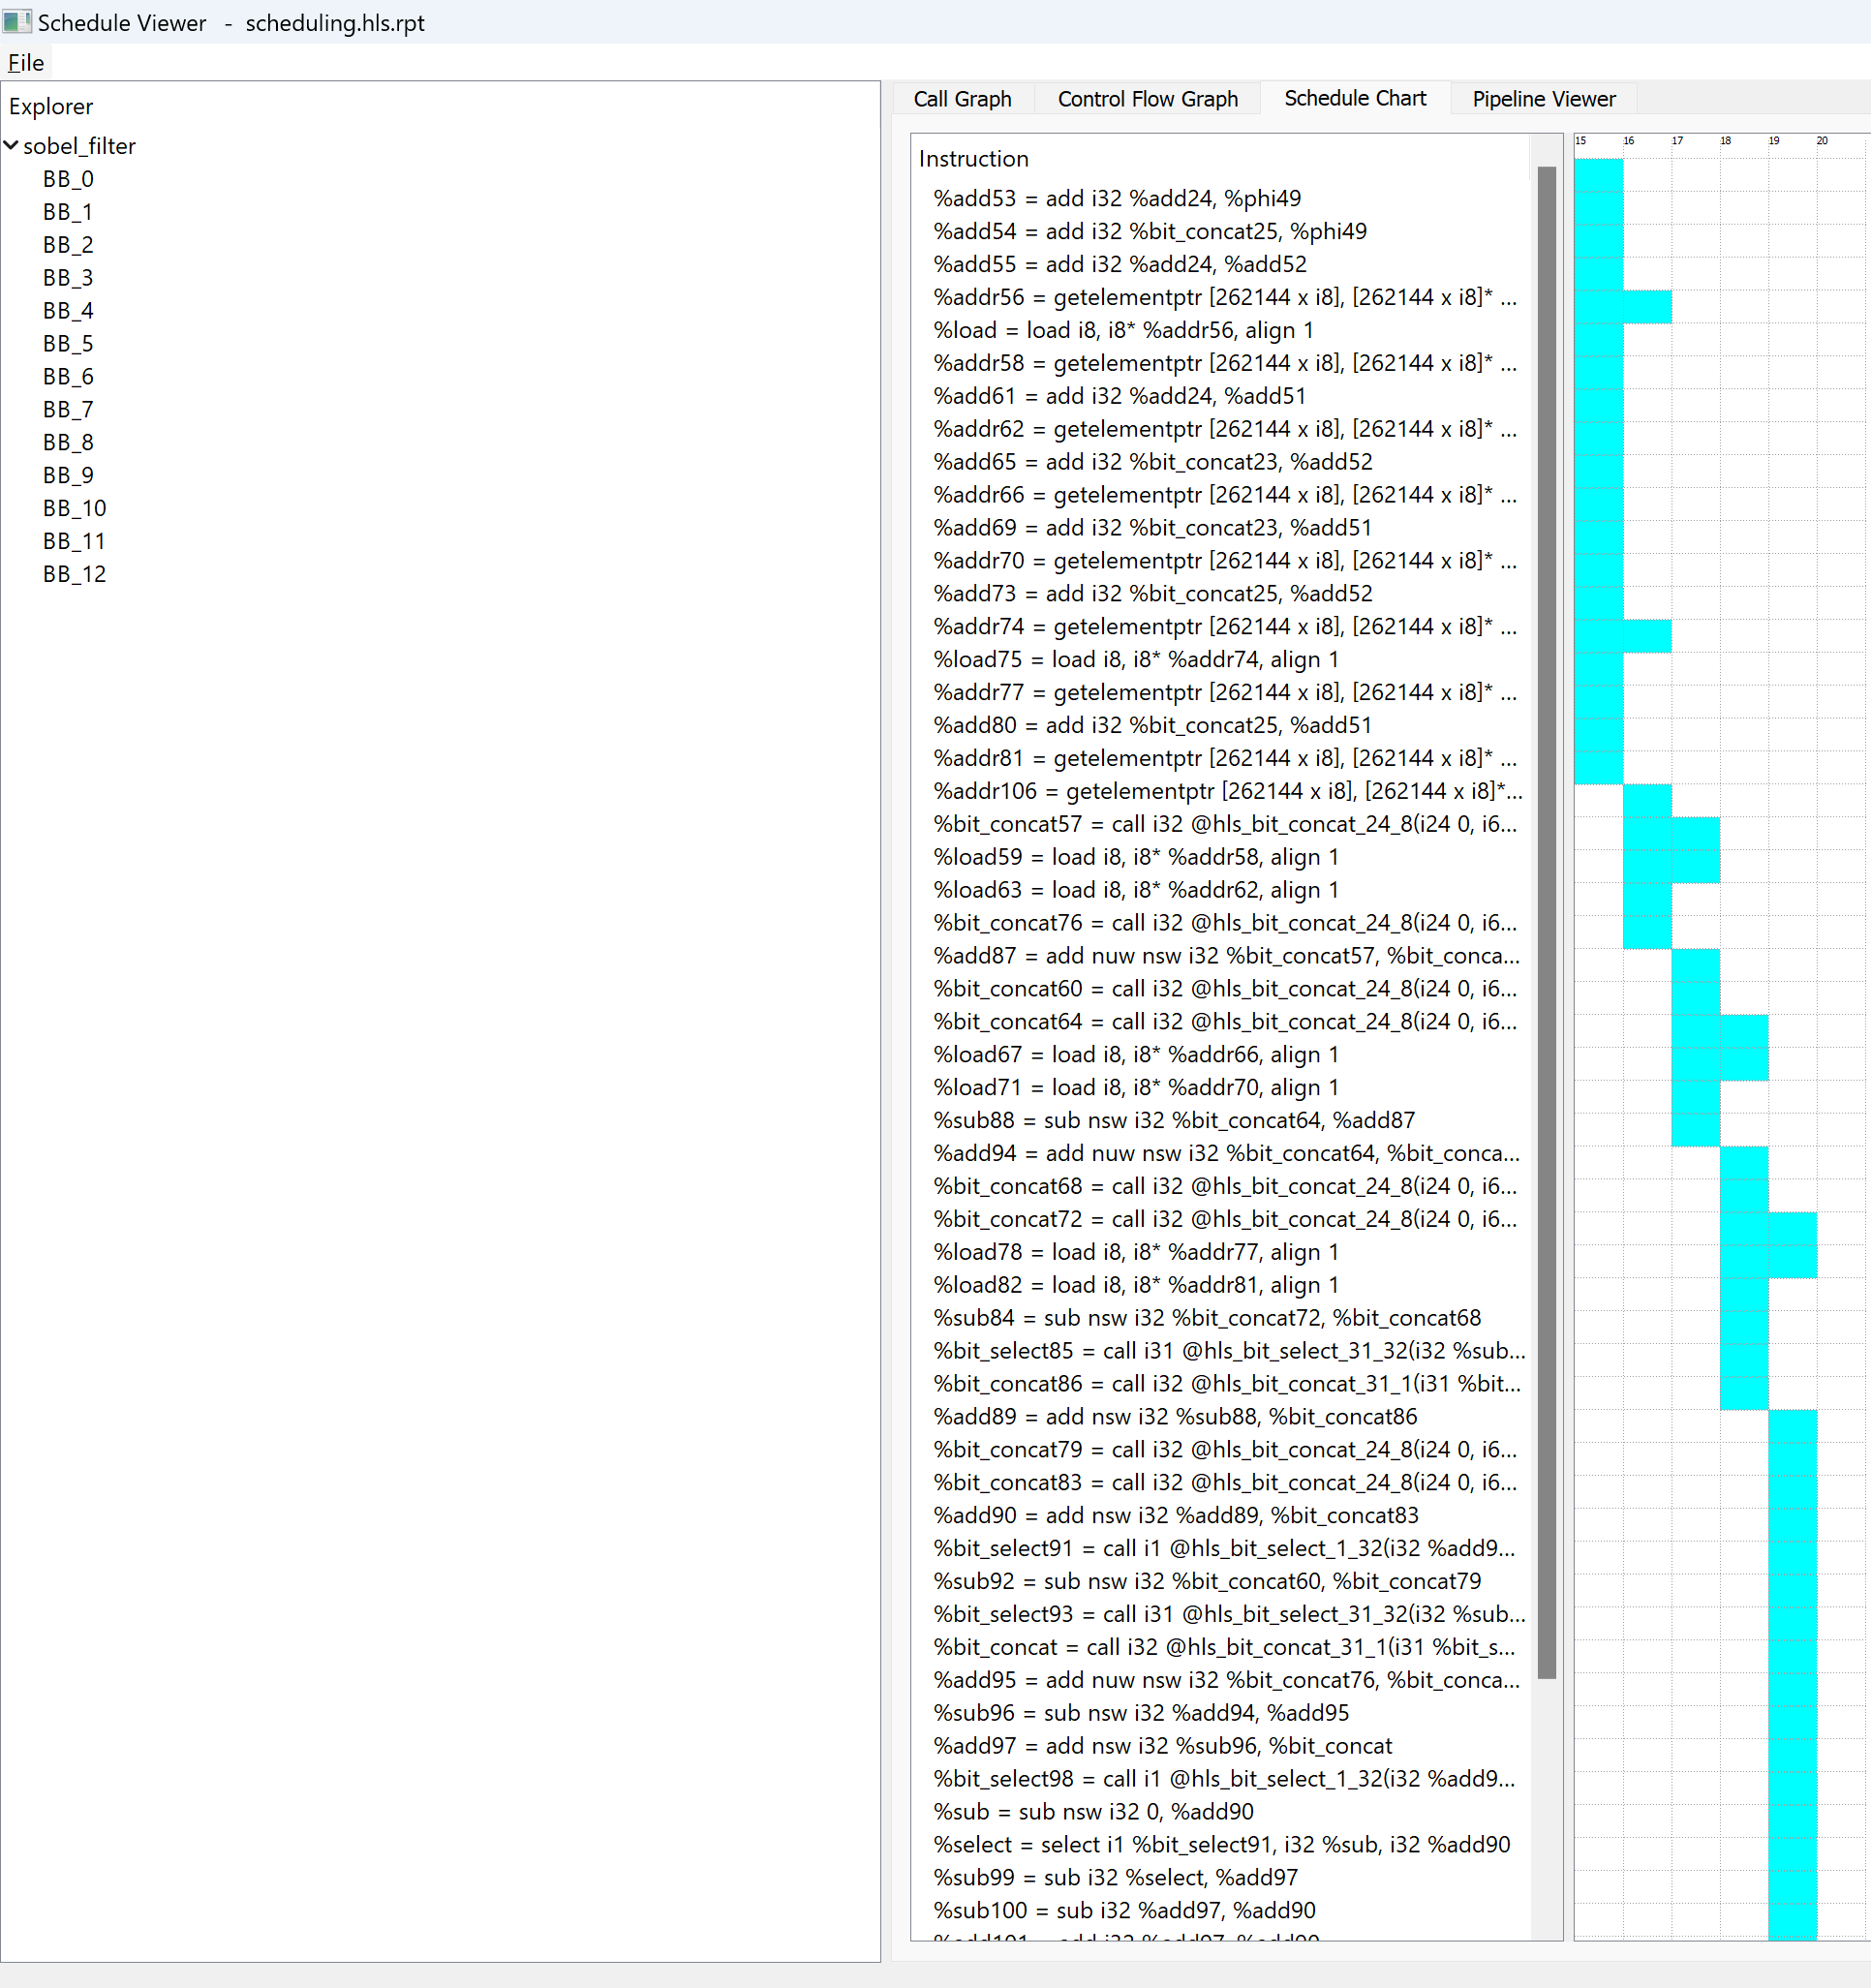 Schedule Viewer - scheduling.hls.rpt
File
Explorer
sobel_filter
BB_0
BB_1
BB_2
BB_3
BB_4
BB_5
BB_6
BB_7
BB_8
BB_9
BB_10
BB_11
BB_12
Call Graph Control Flow Graph Schedule Chart Pipeline Viewer
Instruction
%add53 = add i32 %add24, %phi49
%add54 = add i32 %bit_concat25, %phi49
%add55 = add i32 %add24, %add52
%addr56 = getelementptr [262144 x i8], [262144 x i8]* ...
%load = load i8, i8* %addr56, align 1
%addr58 = getelementptr [262144 x i8], [262144 x i8]* ...
%add61 = add i32 %add24, %add51
%addr62 = getelementptr [262144 x i8], [262144 x i8]* ...
%add65 = add i32 %bit_concat23, %add52
%addr66 = getelementptr [262144 x i8], [262144 x i8]* ...
%add69 = add i32 %bit_concat23, %add51
%addr70 = getelementptr [262144 x i8], [262144 x i8]* ...
%add73 = add i32 %bit_concat25, %add52
%addr74 = getelementptr [262144 x i8], [262144 x i8]* ...
%load75 = load i8, i8* %addr74, align 1
%addr77 = getelementptr [262144 x i8], [262144 x i8]* ...
%add80 = add i32 %bit_concat25, %add51
%addr81 = getelementptr [262144 x i8], [262144 x i8]* ...
%addr106 = getelementptr [262144 x i8], [262144 x i8]*...
%bit_concat57 = call i32 @hls_bit_concat_24_8(i24 0, i6...
%load59 = load i8, i8* %addr58, align 1
%load63 = load i8, i8* %addr62, align 1
%bit_concat76 = call i32 @hls_bit_concat_24_8(i24 0, i6...
%add87 = add nuw nsw i32 %bit_concat57, %bit_conca...
%bit_concat60 = call i32 @hls_bit_concat_24_8(i24 0, i6...
%bit_concat64 = call i32 @hls_bit_concat_24_8(i24 0, i6...
%load67 = load i8, i8* %addr66, align 1
%load71 = load i8, i8* %addr70, align 1
%sub88 = sub nsw i32 %bit_concat64, %add87
%add94 = add nuw nsw i32 %bit_concat64, %bit_conca...
%bit_concat68 = call i32 @hls_bit_concat_24_8(i24 0, i6...
%bit_concat72 = call i32 @hls_bit_concat_24_8(i24 0, i6...
%load78 = load i8, i8* %addr77, align 1
%load82 = load i8, i8* %addr81, align 1
%sub84 = sub nsw i32 %bit_concat72, %bit_concat68
%bit_select85 = call i31 @hls_bit_select_31_32(i32 %sub...
%bit_concat86 = call i32 @hls_bit_concat_31_1(i31 %bit...
%add89 = add nsw i32 %sub88, %bit_concat86
%bit_concat79 = call i32 @hls_bit_concat_24_8(i24 0, i6...
%bit_concat83 = call i32 @hls_bit_concat_24_8(i24 0, i6...
%add90 = add nsw i32 %add89, %bit_concat83
%bit_select91 = call i1 @hls_bit_select_1_32(i32 %add9...
%sub92 = sub nsw i32 %bit_concat60, %bit_concat79
%bit_select93 = call i31 @hls_bit_select_31_32(i32 %sub...
%bit_concat = call i32 @hls_bit_concat_31_1(i31 %bit_s...
%add95 = add nuw nsw i32 %bit_concat76, %bit_conca...
%sub96 = sub nsw i32 %add94, %add95
%add97 = add nsw i32 %sub96, %bit_concat
%bit_select98 = call i1 @hls_bit_select_1_32(i32 %add9...
%sub = sub nsw i32 0, %add90
%select = select i1 %bit_select91, i32 %sub, i32 %add90
%sub99 = sub i32 %select, %add97
%sub100 = sub i32 %add97, %add90
%add101 = add i32 %add97, %add90
15 16 17 18 19 20